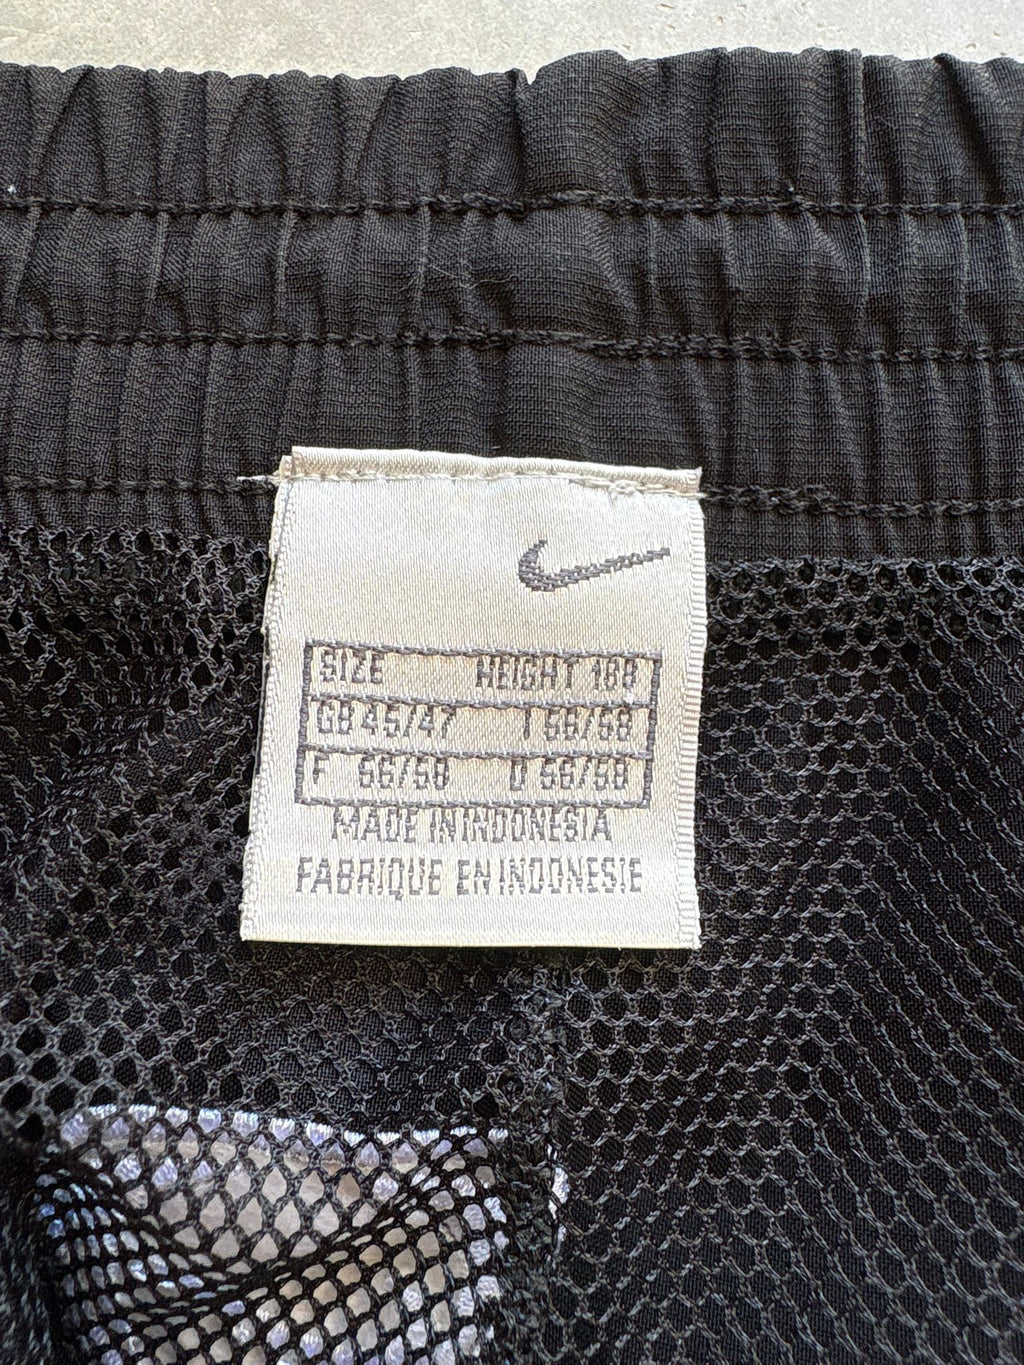 SIZE HEIGHT 188
GB 45/47 I 56/58
F 56/58 D 56/58
MADE IN INDONESIA
FABRIQUE EN INDONESIE